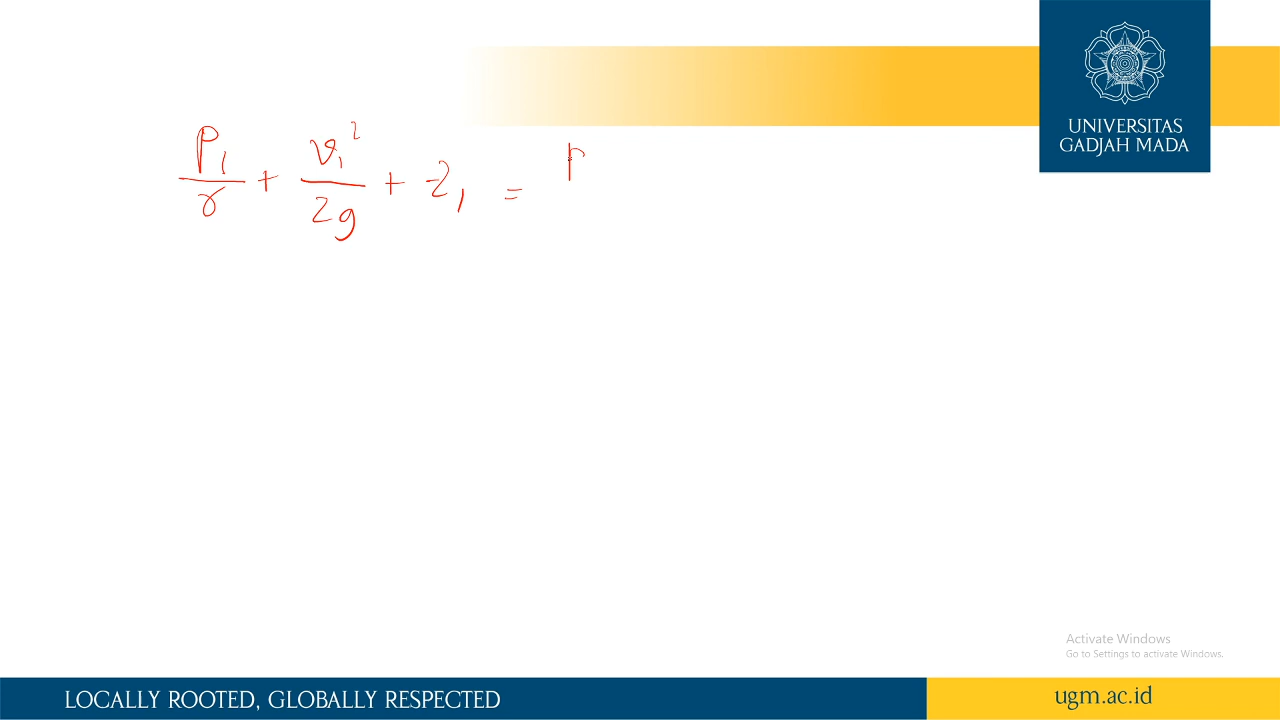 UNIVERSITAS
GADJAH MADA
P₁/γ + v₁²/2g + z₁ =
Activate Windows
Go to Settings to activate Windows.
LOCALLY ROOTED, GLOBALLY RESPECTED
ugm.ac.id